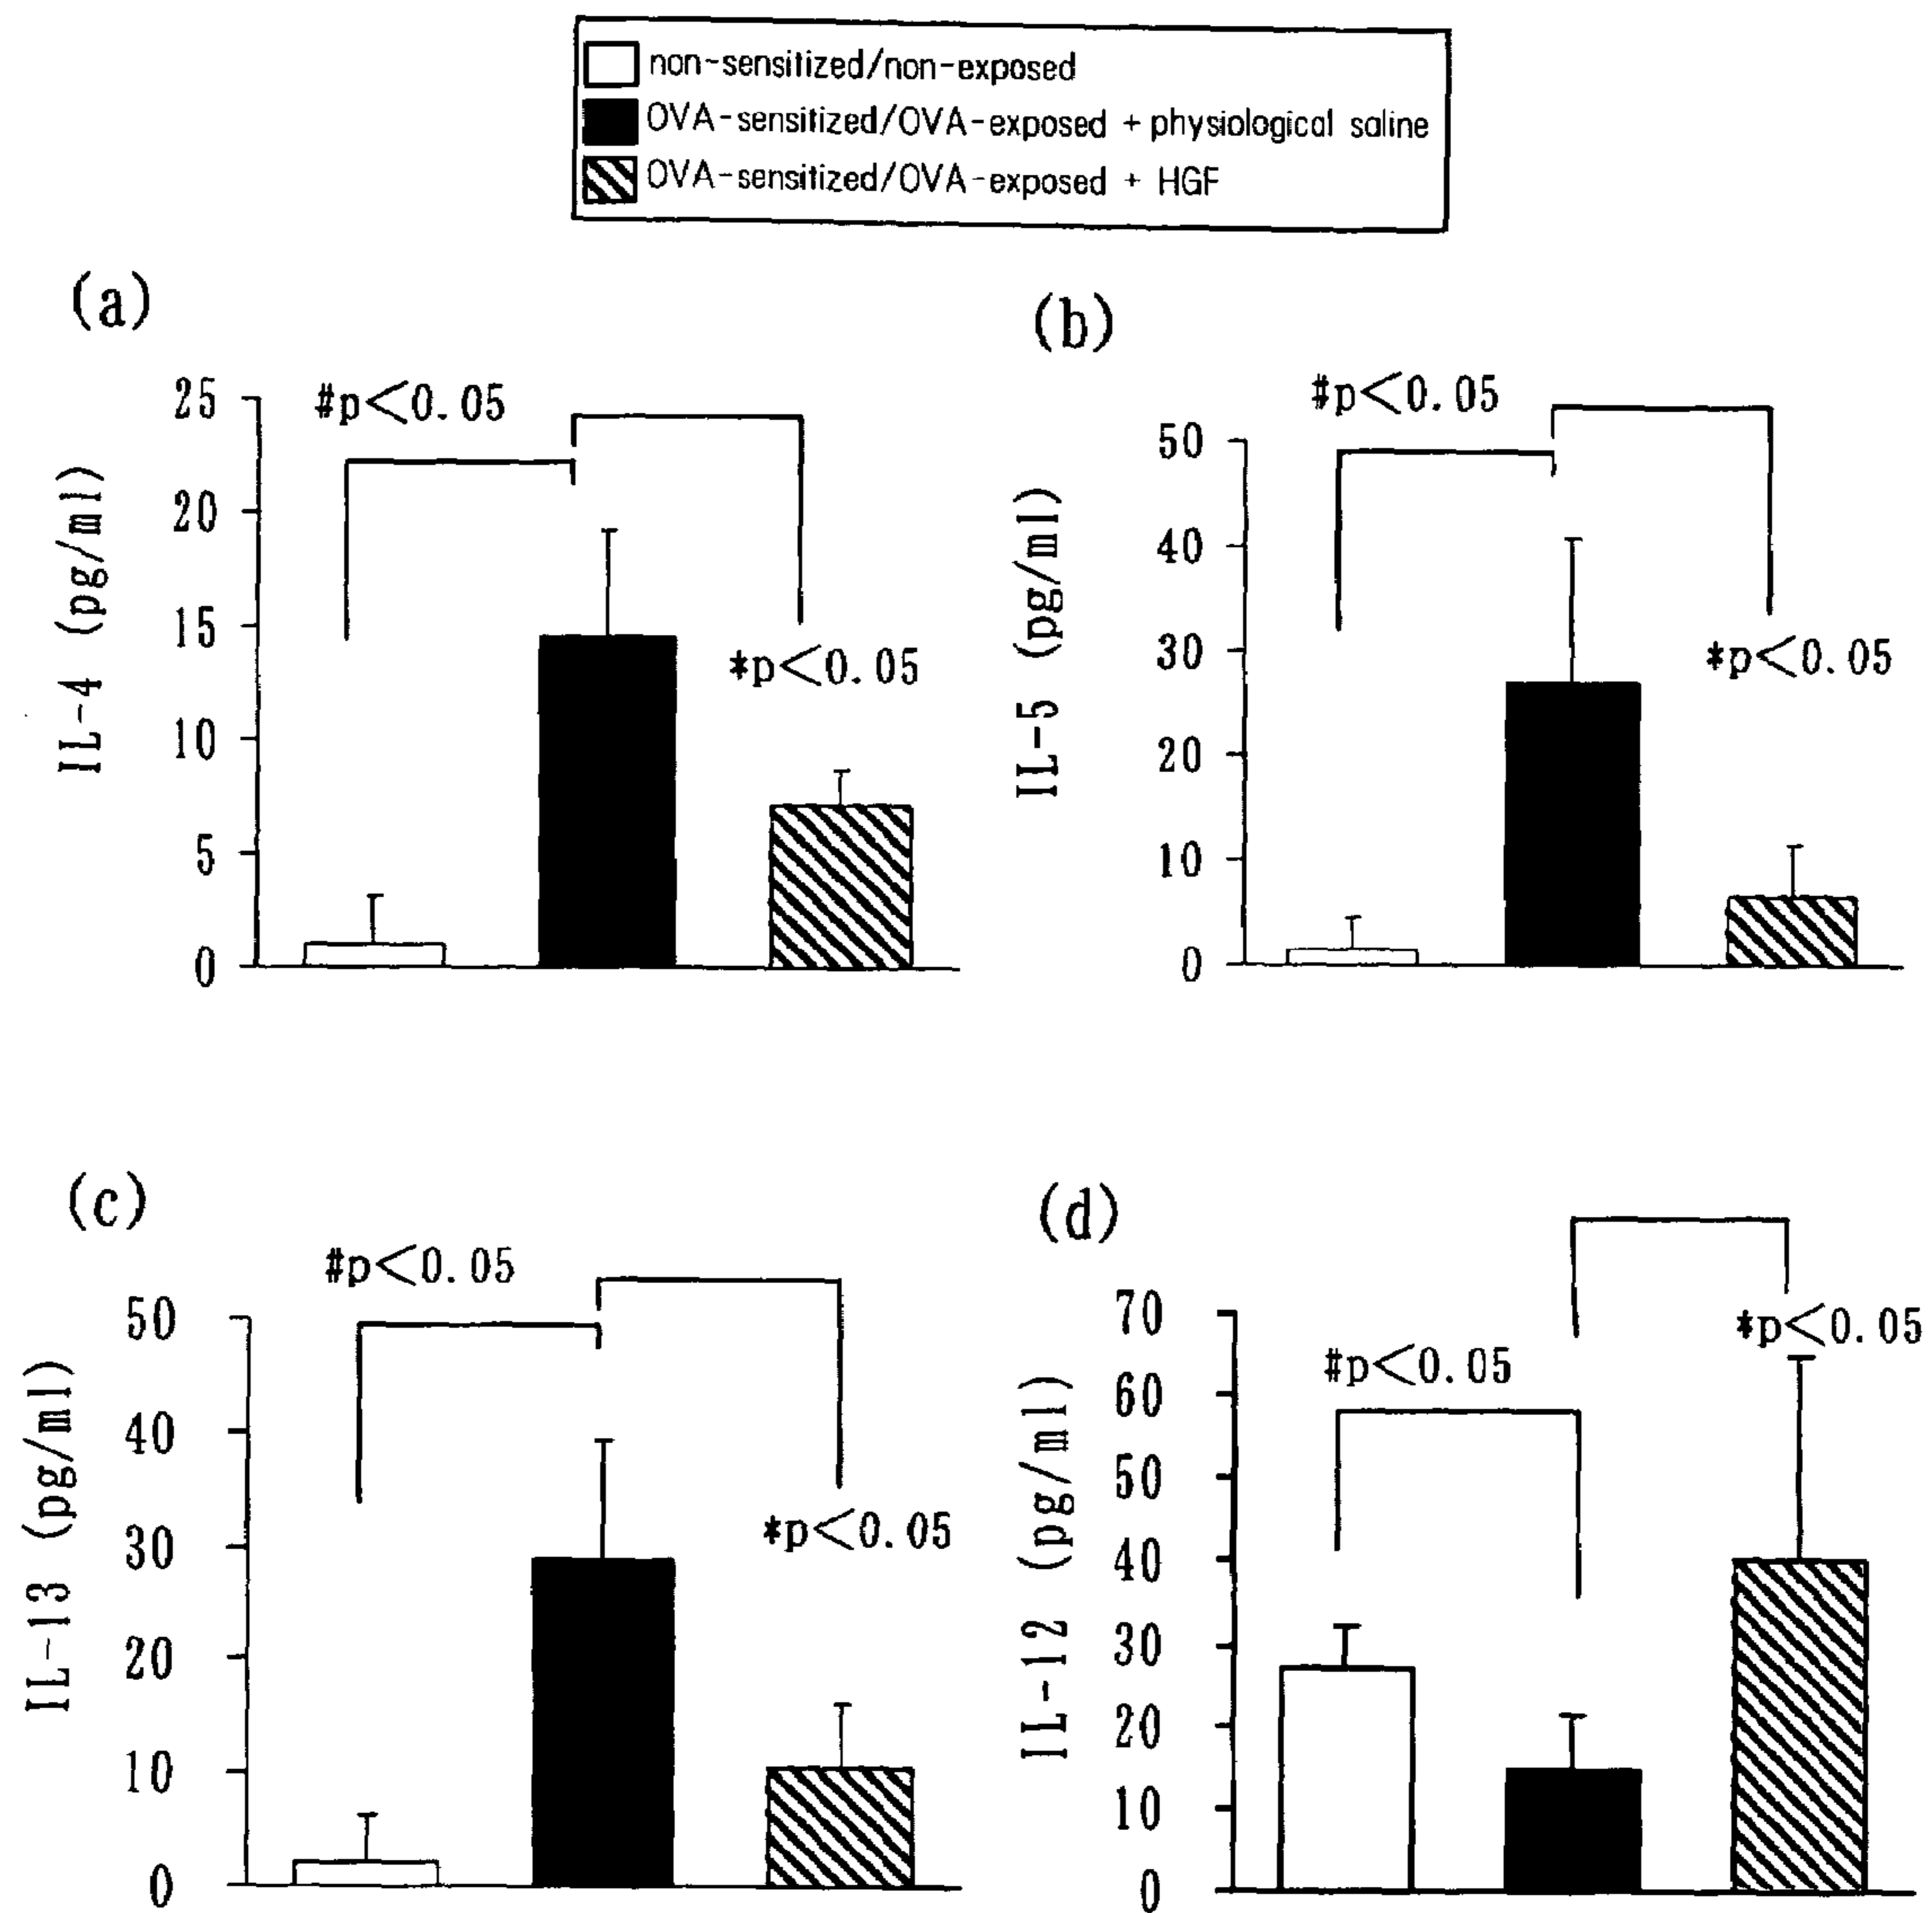 non-sensitized/non-exposed
OVA-sensitized/OVA-exposed + physiological saline
OVA-sensitized/OVA-exposed + HGF
(a)
IL-4 (pg/ml)
25
20
15
10
5
0
#p<0.05
*p<0.05
(b)
IL-5 (pg/ml)
50
40
30
20
10
0
#p<0.05
*p<0.05
(c)
IL-13 (pg/ml)
50
40
30
20
10
0
#p<0.05
*p<0.05
(d)
IL-12 (pg/ml)
70
60
50
40
30
20
10
0
#p<0.05
*p<0.05